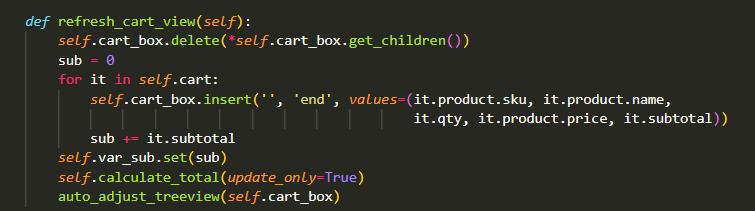 def refresh_cart_view(self):
    self.cart_box.delete(*self.cart_box.get_children())
    sub = 0
    for it in self.cart:
        self.cart_box.insert('', 'end', values=(it.product.sku, it.product.name,
                                                it.qty, it.product.price, it.subtotal))
        sub += it.subtotal
    self.var_sub.set(sub)
    self.calculate_total(update_only=True)
    auto_adjust_treeview(self.cart_box)